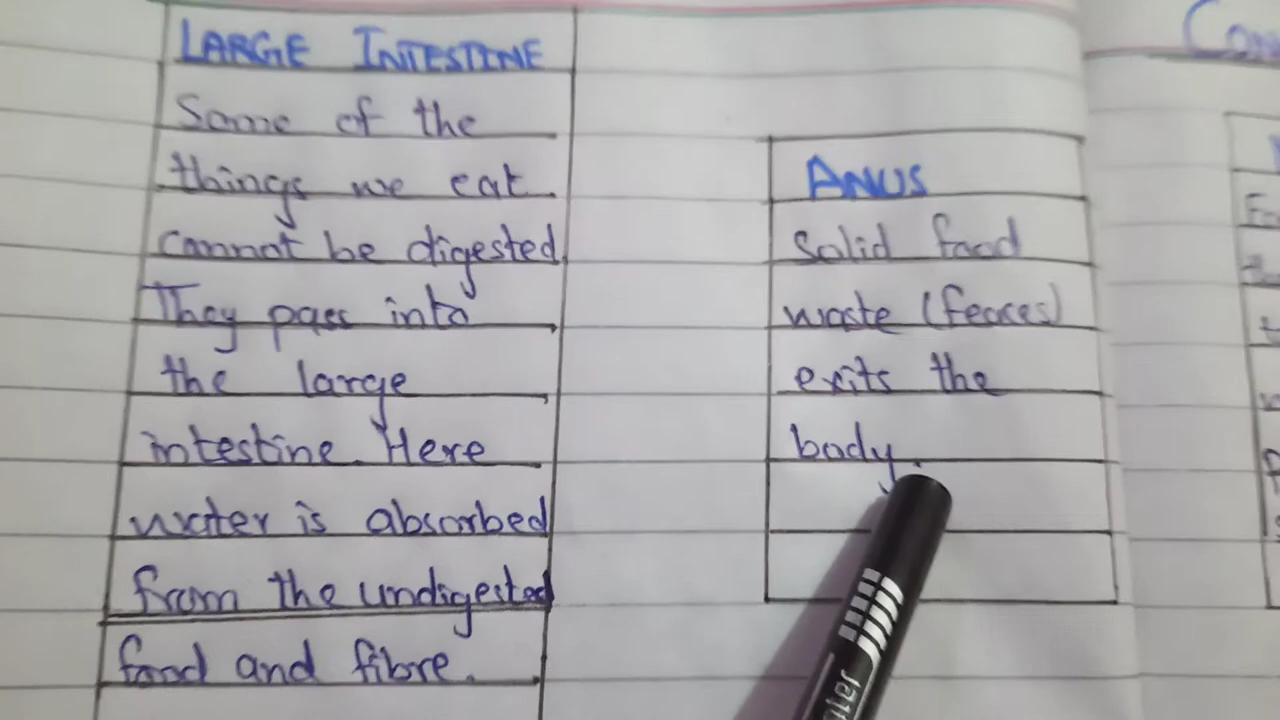 LARGE INTESTINE
Some of the
things we eat
cannot be digested
They pass into
the large
intestine. Here
water is absorbed
from the undigested
food and fibre.
ANUS
Solid food
waste (feaces)
exits the
body.